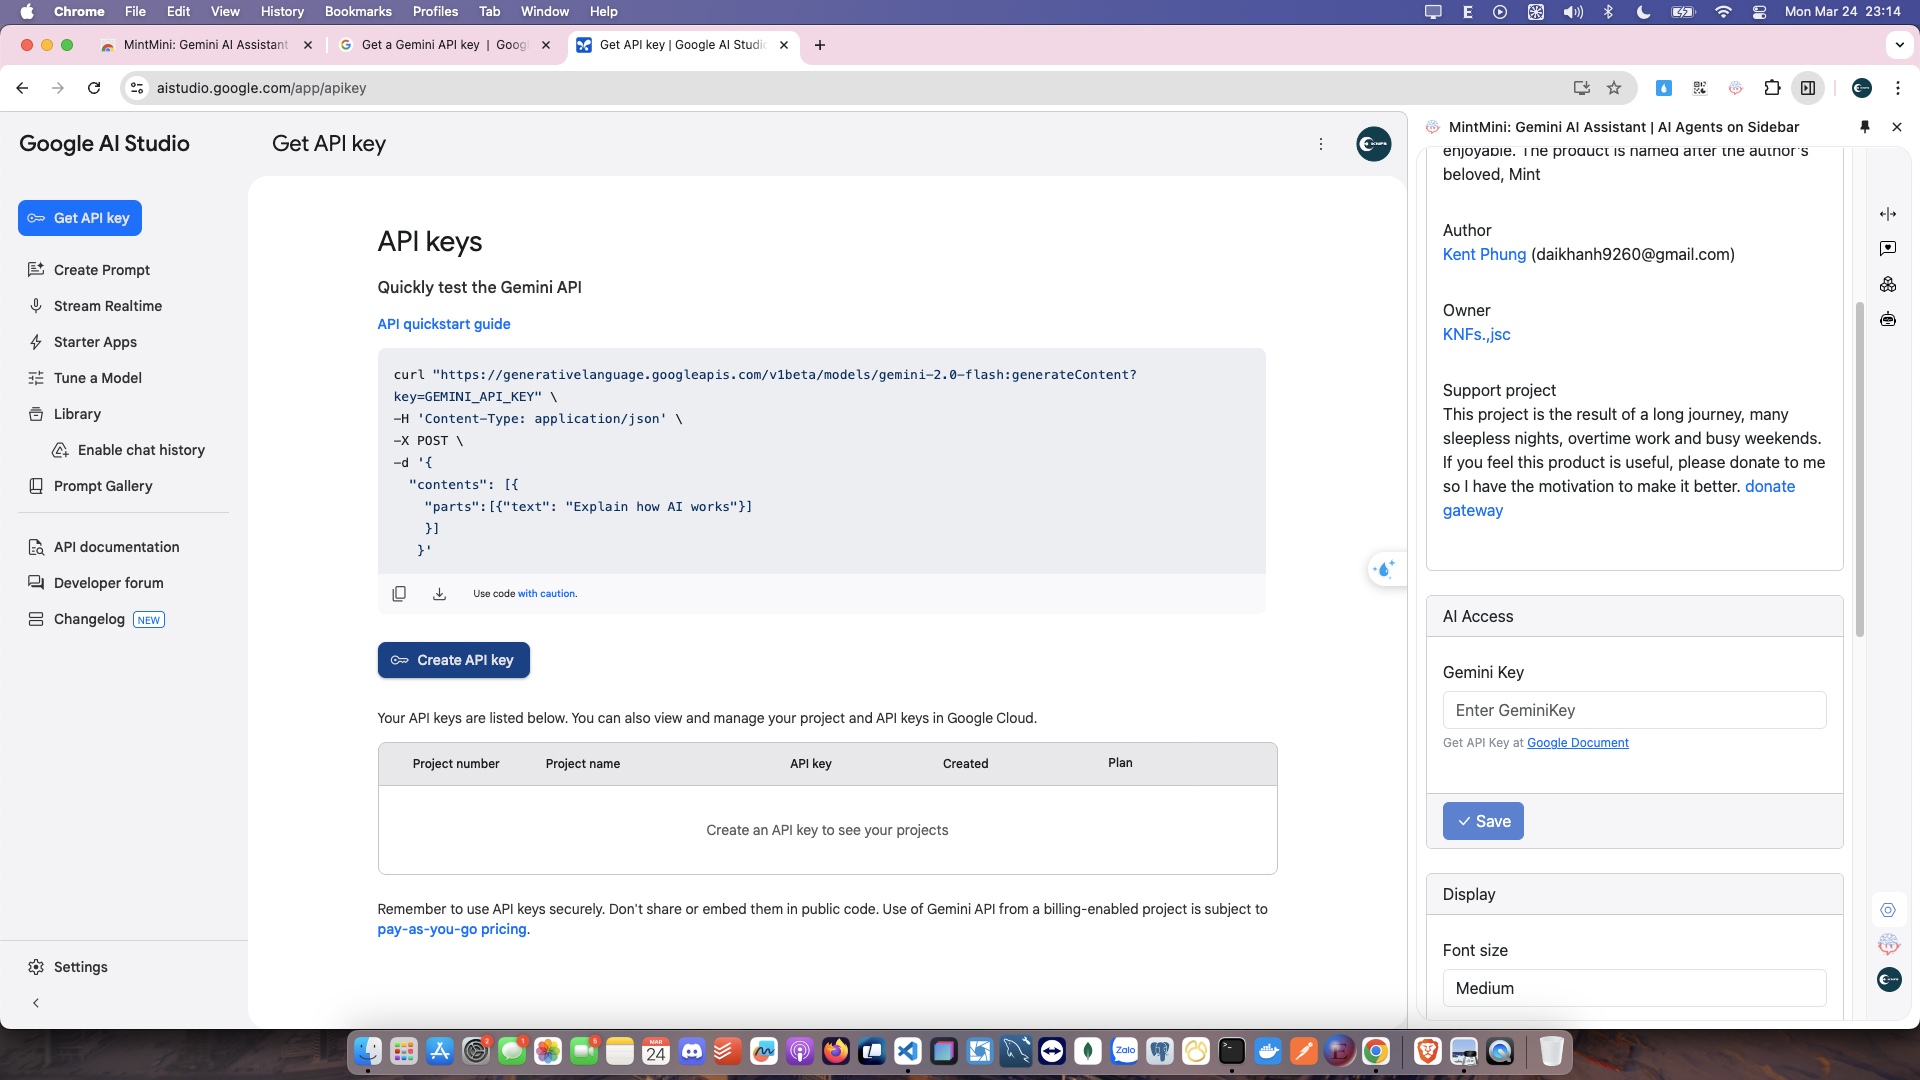 Chrome File Edit View History Bookmarks Profiles Tab Window Help
Mon Mar 24 23:14
MintMini: Gemini AI Assistant
Get a Gemini API key | Goog
Get API key | Google AI Studi
aistudio.google.com/app/apikey
Google AI Studio
Get API key
Get API key
Create Prompt
Stream Realtime
Starter Apps
Tune a Model
Library
Enable chat history
Prompt Gallery
API documentation
Developer forum
Changelog NEW
Settings
API keys
Quickly test the Gemini API
API quickstart guide
curl "https://generativelanguage.googleapis.com/v1beta/models/gemini-2.0-flash:generateContent?
key=GEMINI_API_KEY" \
-H 'Content-Type: application/json' \
-X POST \
-d '{
"contents": [{
"parts":[{"text": "Explain how AI works"}]
}]
}'
Use code with caution.
Create API key
Your API keys are listed below. You can also view and manage your project and API keys in Google Cloud.
Project number Project name API key Created Plan
Create an API key to see your projects
Remember to use API keys securely. Don't share or embed them in public code. Use of Gemini API from a billing-enabled project is subject to
pay-as-you-go pricing.
MintMini: Gemini AI Assistant | AI Agents on Sidebar
enjoyable. The product is named after the author's
beloved, Mint
Author
Kent Phung (daikhanh9260@gmail.com)
Owner
KNFs.,jsc
Support project
This project is the result of a long journey, many
sleepless nights, overtime work and busy weekends.
If you feel this product is useful, please donate to me
so I have the motivation to make it better. donate
gateway
AI Access
Gemini Key
Enter GeminiKey
Get API Key at Google Document
Save
Display
Font size
Medium
MAR
24
Zalo